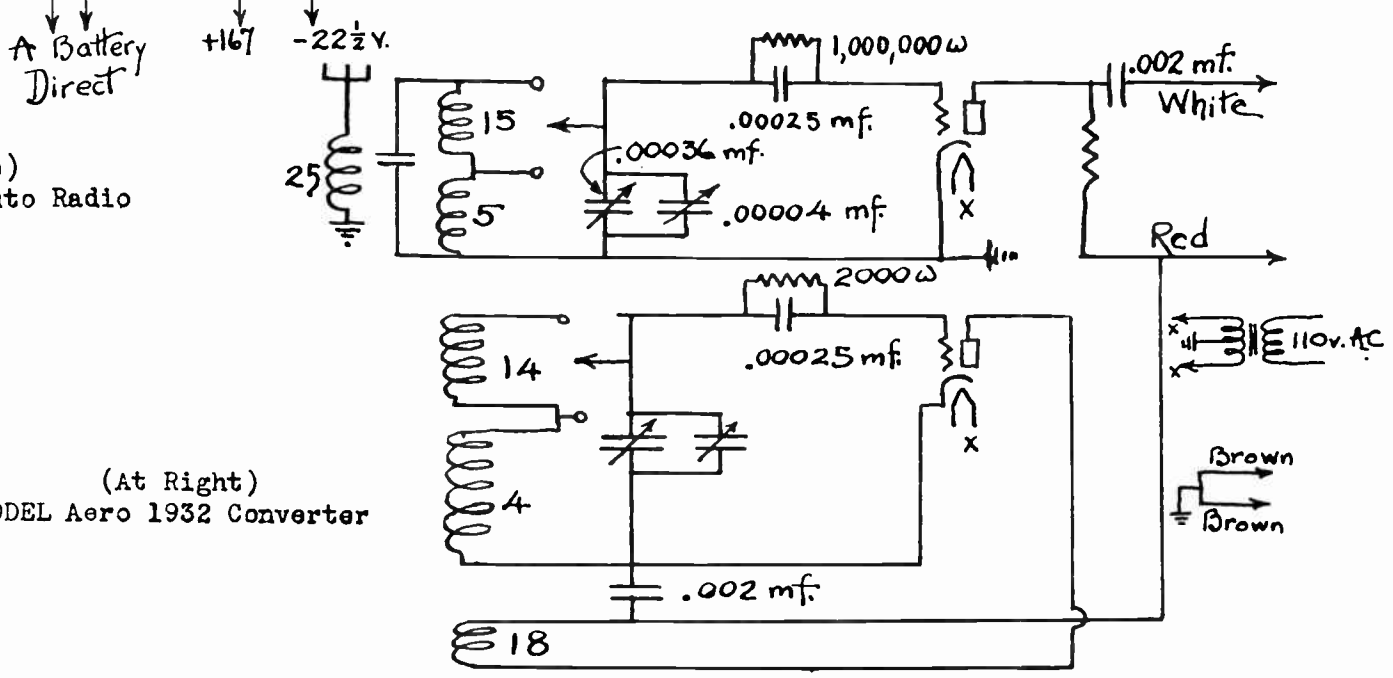 A Battery
Direct
+167 -22½ v.
to Radio
25
15
5
.00036 mf.
.00004 mf.
1,000,000 ω
.00025 mf.
x
.002 mf.
White
Red
14
4
2000 ω
.00025 mf.
x
x
x
110v. AC
Brown
Brown
(At Right)
ODEL Aero 1932 Converter
.002 mf.
18